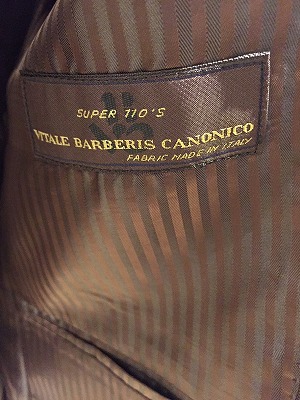 SUPER 110'S
VITALE BARBERIS CANONICO
FABRIC MADE IN ITALY